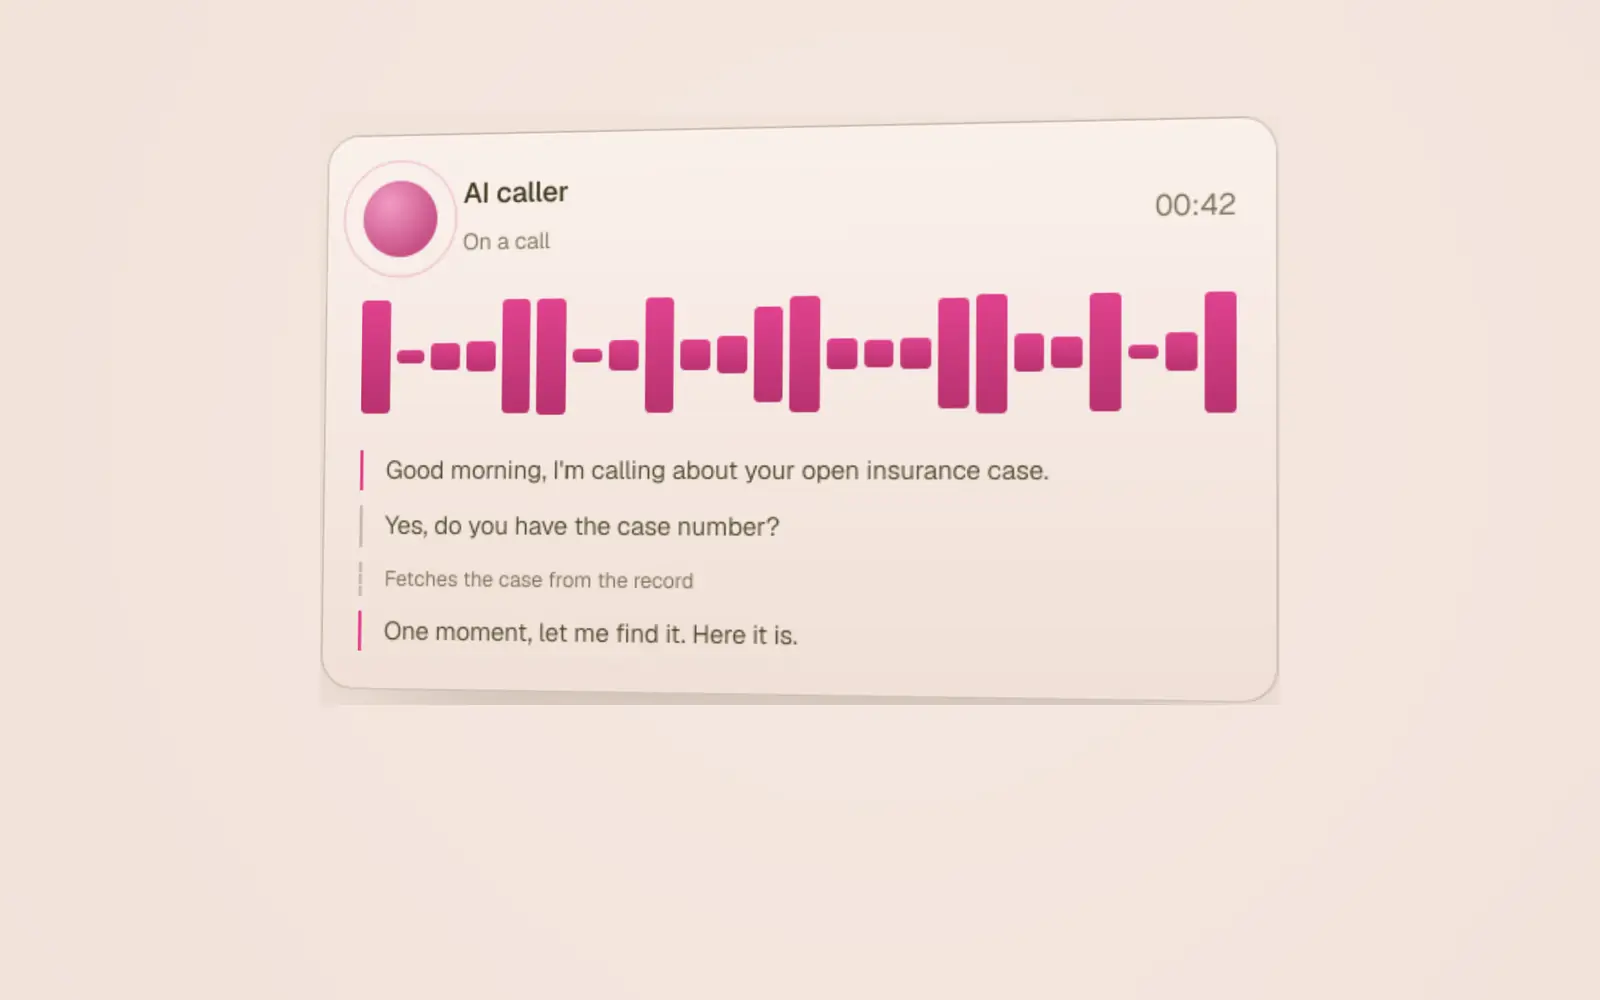 AI caller
On a call
00:42
Good morning, I'm calling about your open insurance case.
Yes, do you have the case number?
Fetches the case from the record
One moment, let me find it. Here it is.